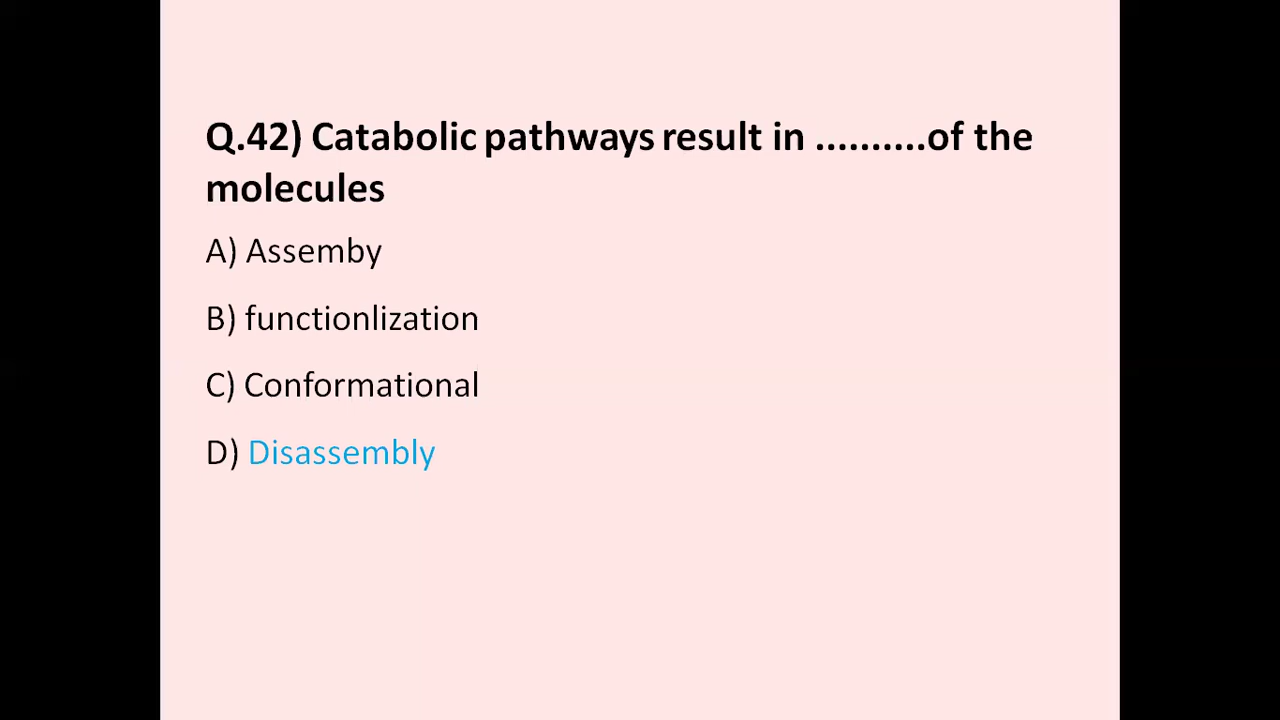 Q.42) Catabolic pathways result in ..........of the
molecules
A) Assemby
B) functionlization
C) Conformational
D) Disassembly